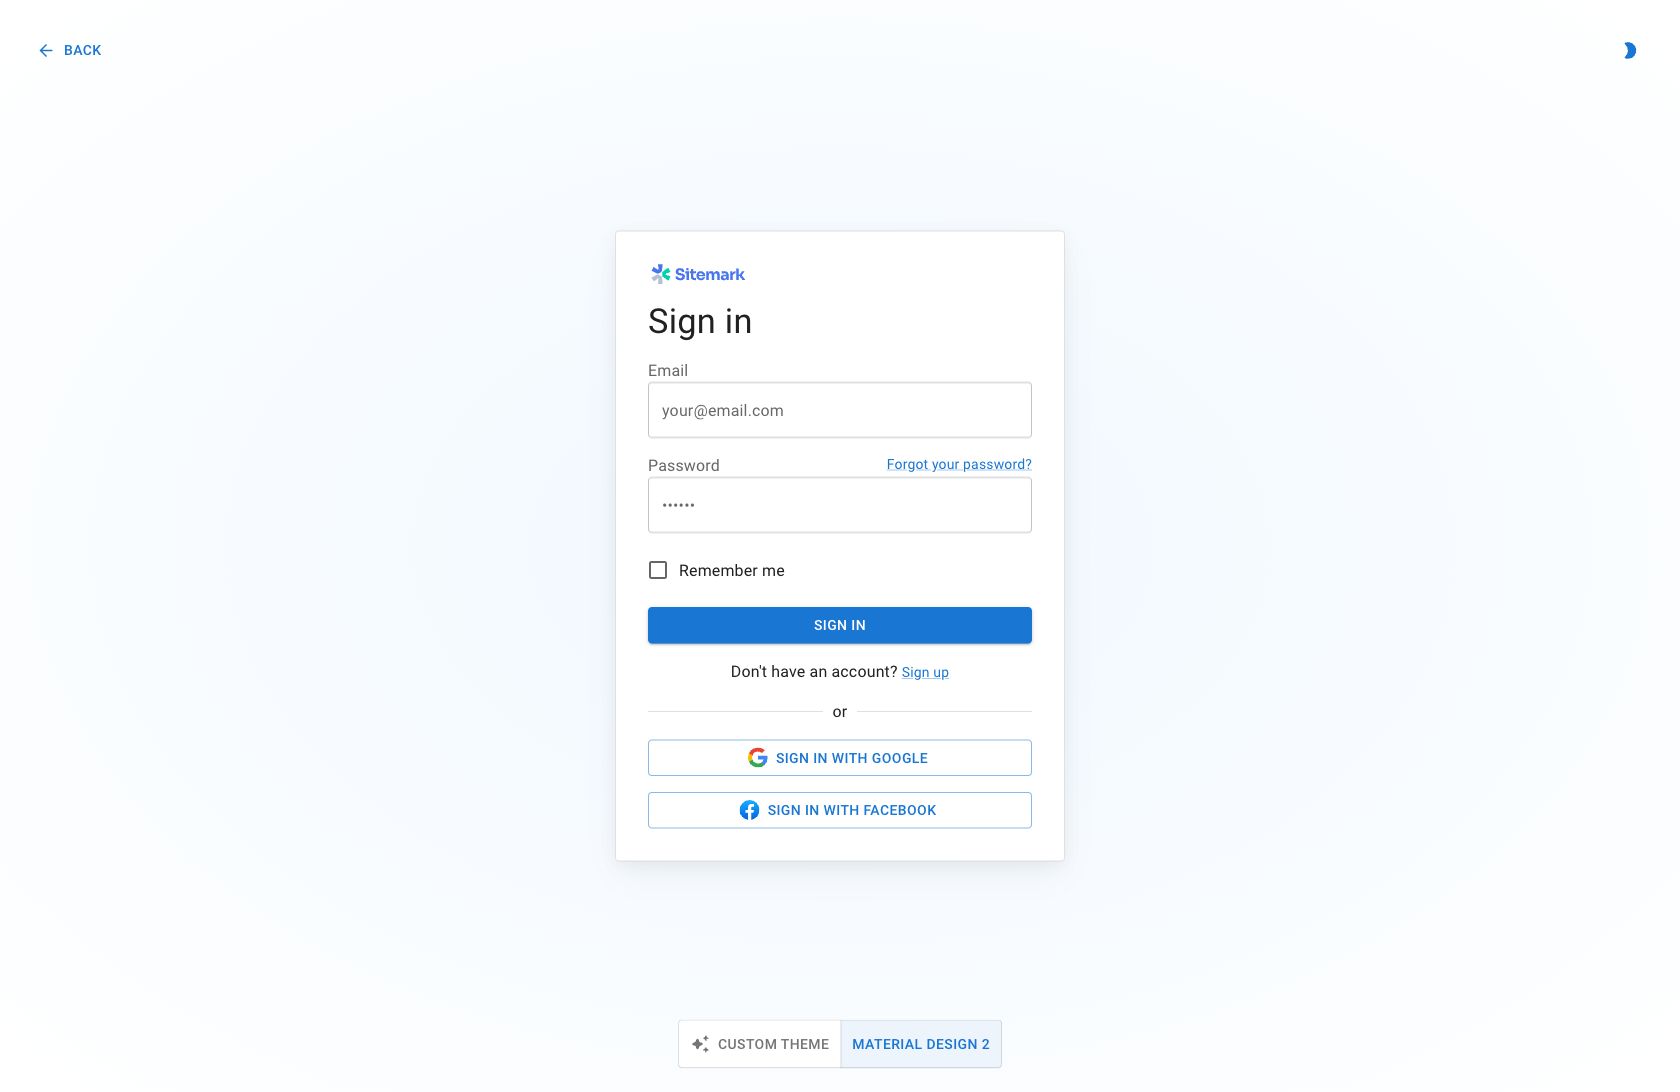 BACK
Sitemark
Sign in
Email
your@email.com
Password Forgot your password?
••••••
Remember me
SIGN IN
Don't have an account? Sign up
or
SIGN IN WITH GOOGLE
SIGN IN WITH FACEBOOK
CUSTOM THEME MATERIAL DESIGN 2